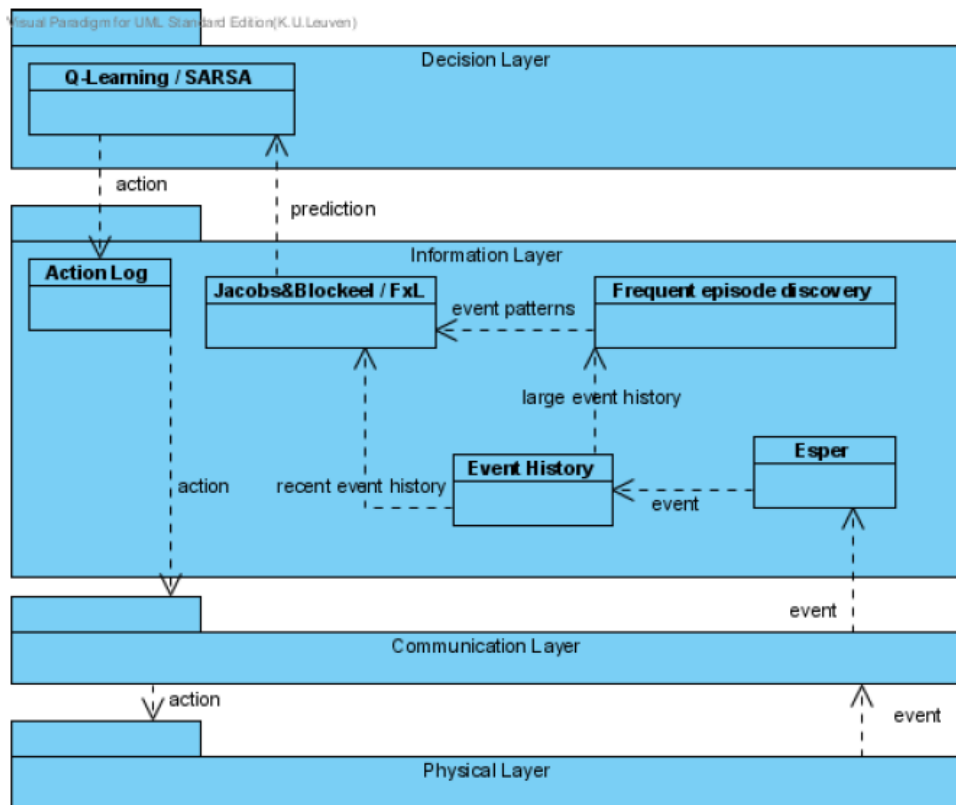 Visual Paradigm for UML Standard Edition(K.U.Leuven)
Decision Layer
Q-Learning / SARSA
action
prediction
Information Layer
Action Log
Jacobs&Blockeel / FxL
Frequent episode discovery
event patterns
large event history
Esper
Event History
action
recent event history
event
event
Communication Layer
action
event
Physical Layer